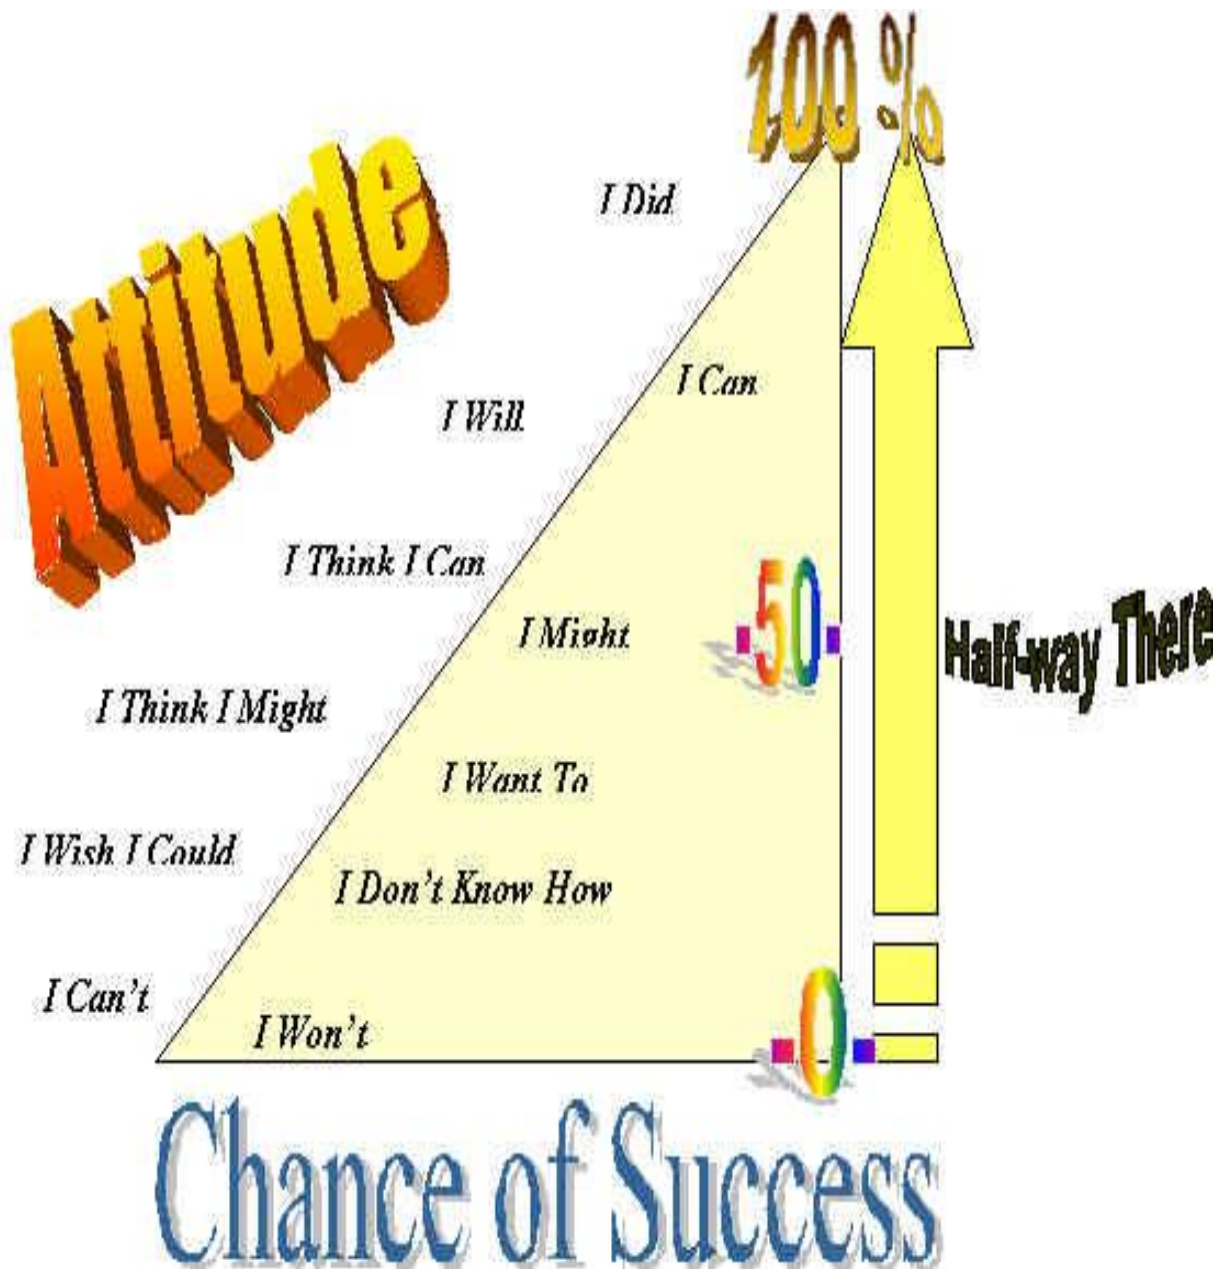 100 %
Attitude
I Did
I Can
I Will
I Think I Can
-50-
I Might
Half-way There
I Think I Might
I Want To
I Wish I Could
I Don't Know How
I Can't
I Won't
-0-
Chance of Success